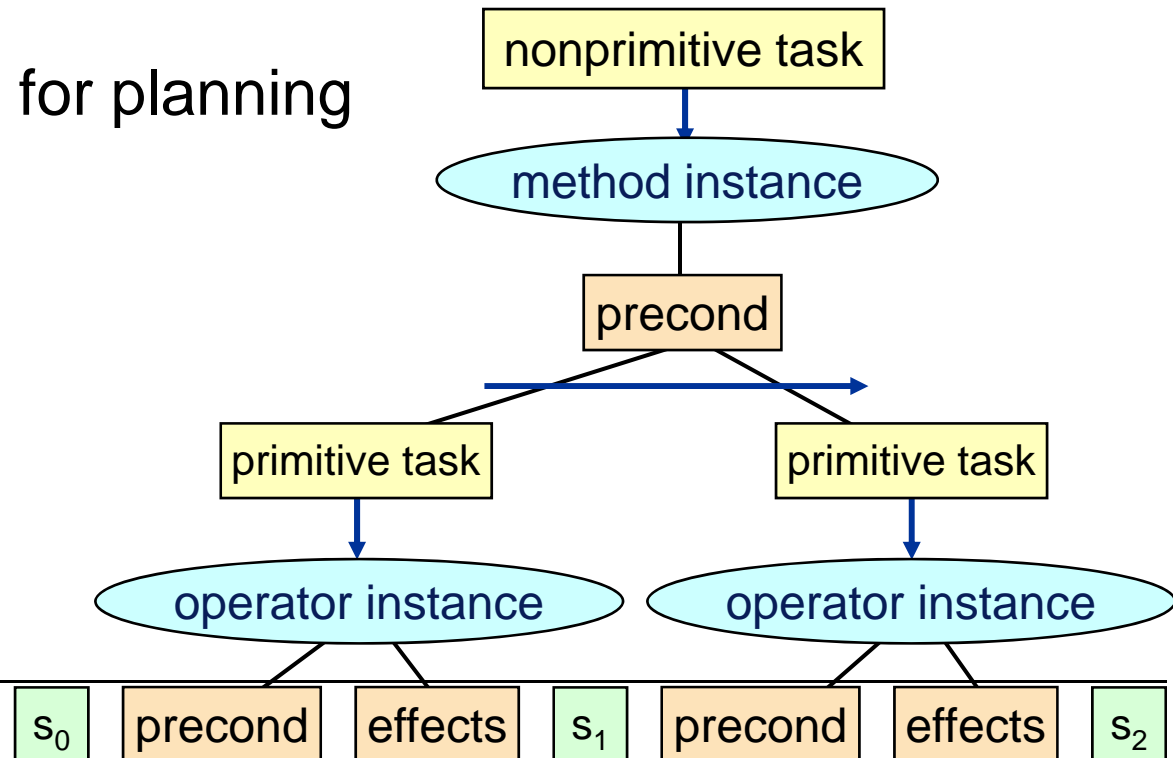 nonprimitive task
for planning
method instance
precond
primitive task primitive task
operator instance operator instance
s₀ precond effects s₁ precond effects s₂